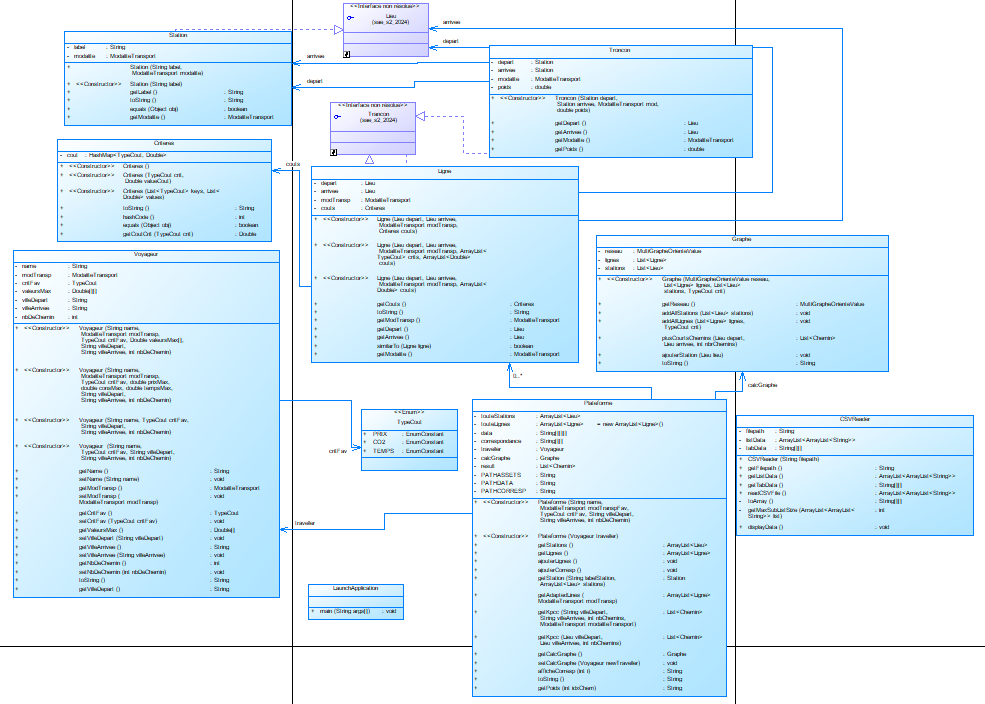 <<Interface non résolue>>
Lieu
(sae_s2_2024)
Station
- label : String
- modalite : ModaliteTransport
+ Station (String label,
ModaliteTransport modalite)
+ <<Constructor>> Station (String label)
+ getLabel () : String
+ toString () : String
+ equals (Object obj) : boolean
+ getModalite () : ModaliteTransport
arrivee
depart
arrivee
depart
Troncon
- depart : Station
- arrivee : Station
- modalite : ModaliteTransport
- poids : double
+ <<Constructor>> Troncon (Station depart,
Station arrivee, ModaliteTransport mod,
double poids)
+ getDepart () : Lieu
+ getArrivee () : Lieu
+ getModalite () : ModaliteTransport
+ getPoids () : double
<<Interface non résolue>>
Trancon
(sae_s2_2024)
Criteres
- cout : HashMap<TypeCout, Double>
+ <<Constructor>> Criteres ()
+ <<Constructor>> Criteres (TypeCout crit,
Double valueCout)
+ <<Constructor>> Criteres (List<TypeCout> keys, List<
Double> values)
+ toString () : String
+ hashCode () : int
+ equals (Object obj) : boolean
+ getCoutCrit (TypeCout crit) : Double
couts
Ligne
- depart : Lieu
- arrivee : Lieu
- modTransp : ModaliteTransport
- couts : Criteres
+ <<Constructor>> Ligne (Lieu depart, Lieu arrivee,
ModaliteTransport modTransp,
Criteres couts)
+ <<Constructor>> Ligne (Lieu depart, Lieu arrivee,
ModaliteTransport modTransp, ArrayList<
TypeCout> crits, ArrayList<Double>
couts)
+ <<Constructor>> Ligne (Lieu depart, Lieu arrivee,
ModaliteTransport modTransp, ArrayList<
Double> couts)
+ getCouts () : Criteres
+ toString () : String
+ getModTransp () : ModaliteTransport
+ getDepart () : Lieu
+ getArrivee () : Lieu
+ similarTo (Ligne ligne) : boolean
+ getModalite () : ModaliteTransport
Graphe
- reseau : MultiGrapheOrienteValue
- lignes : List<Ligne>
- stations : List<Lieu>
+ <<Constructor>> Graphe (MultiGrapheOrienteValue reseau,
List<Ligne> lignes, List<Lieu>
stations, TypeCout crit)
+ getReseau () : MultiGrapheOrienteValue
+ addAllStations (List<Lieu> stations) : void
+ addAllLignes (List<Ligne> lignes, : void
TypeCout crit)
+ plusCourtsChemins (Lieu depart, : List<Chemin>
Lieu arrivee, int nbrChemins)
+ ajouterStation (Lieu lieu) : void
+ toString () : String
Voyageur
- name : String
- modTransp : ModaliteTransport
- critFav : TypeCout
- valeursMax : Double[]
- villeDepart : String
- villeArrivee : String
- nbDeChemin : int
+ <<Constructor>> Voyageur (String name,
ModaliteTransport modTransp,
TypeCout critFav, Double valeursMax[],
String villeDepart,
String villeArrivee, int nbDeChemin)
+ <<Constructor>> Voyageur (String name,
ModaliteTransport modTransp,
TypeCout critFav, double prixMax,
double consMax, double tempsMax,
String villeDepart,
String villeArrivee, int nbDeChemin)
+ <<Constructor>> Voyageur (String name, TypeCout critFav,
String villeDepart,
String villeArrivee, int nbDeChemin)
+ <<Constructor>> Voyageur (String name,
ModaliteTransport modTransp,
TypeCout critFav, String villeDepart,
String villeArrivee, int nbDeChemin)
+ getName () : String
+ setName (String name) : void
+ getModTransp () : ModaliteTransport
+ setModTransp ( : void
ModaliteTransport modTransp)
+ getCritFav () : TypeCout
+ setCritFav (TypeCout critFav) : void
+ getValeursMax () : Double[]
+ setVilleDepart (String villeDepart) : void
+ getVilleArrivee () : String
+ setVilleArrivee (String villeArrivee) : void
+ getNbDeChemin () : int
+ setNbDeChemin (int nbDeChemin) : void
+ toString () : String
+ getVilleDepart () : String
critFav
<<Enum>>
TypeCout
+ PRIX : EnumConstant
+ CO2 : EnumConstant
+ TEMPS : EnumConstant
0..*
calcGraphe
traveller
Plateforme
- touteStations : ArrayList<Lieu>
- touteLignes : ArrayList<Ligne> = new ArrayList<Ligne>()
- data : String[][]
- correspondance : String[][]
- traveller : Voyageur
- calcGraphe : Graphe
- result : List<Chemin>
- PATHASSETS : String
- PATHDATA : String
- PATHCORRESP : String
+ <<Constructor>> Plateforme (String name,
ModaliteTransport modTranspFav,
TypeCout critFav, String villeDepart,
String villeArrivee, int nbDeChemin)
+ <<Constructor>> Plateforme (Voyageur traveller)
+ getStations () : ArrayList<Lieu>
+ getLignes () : ArrayList<Ligne>
+ ajouterLignes () : void
+ ajouterCorresp () : void
+ getStation (String labelStation, : Station
ArrayList<Lieu> stations)
+ getAdaptedLines ( : ArrayList<Ligne>
ModaliteTransport modTransp)
+ getKpcc (String villeDepart, : List<Chemin>
String villeArrivee, int nbChemins,
ModaliteTransport modaliteTransport)
+ getKpcc (Lieu villeDepart, : List<Chemin>
Lieu villeArrivee, int nbChemins)
+ getCalcGraphe () : Graphe
+ setCalcGraphe (Voyageur newTraveller) : void
+ afficheCorresp (int i) : String
+ toString () : String
+ getPoids (int idxChem) : String
CSVReader
- filepath : String
- listData : ArrayList<ArrayList<String>>
- tabData : String[][]
+ CSVReader (String filepath)
+ getFilepath () : String
+ getListData () : ArrayList<ArrayList<String>>
+ getTabData () : String[][]
- readCSVFile () : ArrayList<ArrayList<String>>
- toArray () : String[][]
- getMaxSubListSize (ArrayList<ArrayList< : int
String>> list)
+ displayData () : void
LaunchApplication
+ main (String args[]) : void